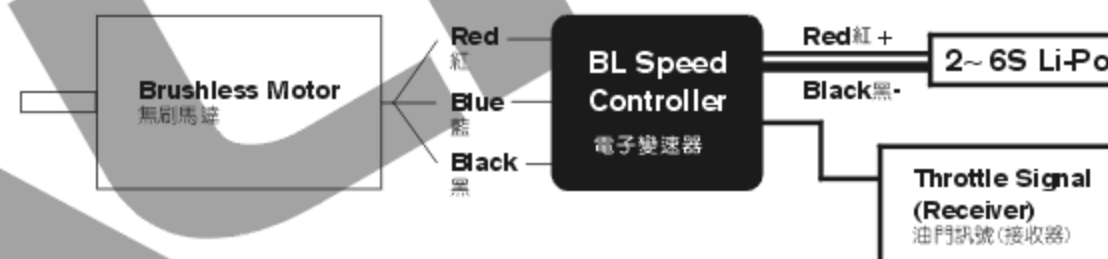 Brushless Motor
無刷馬達
Red
紅
Blue
藍
Black
黑
BL Speed
Controller
電子變速器
Red紅 +
Black黑-
2~6S Li-Po
Throttle Signal
(Receiver)
油門訊號(接收器)